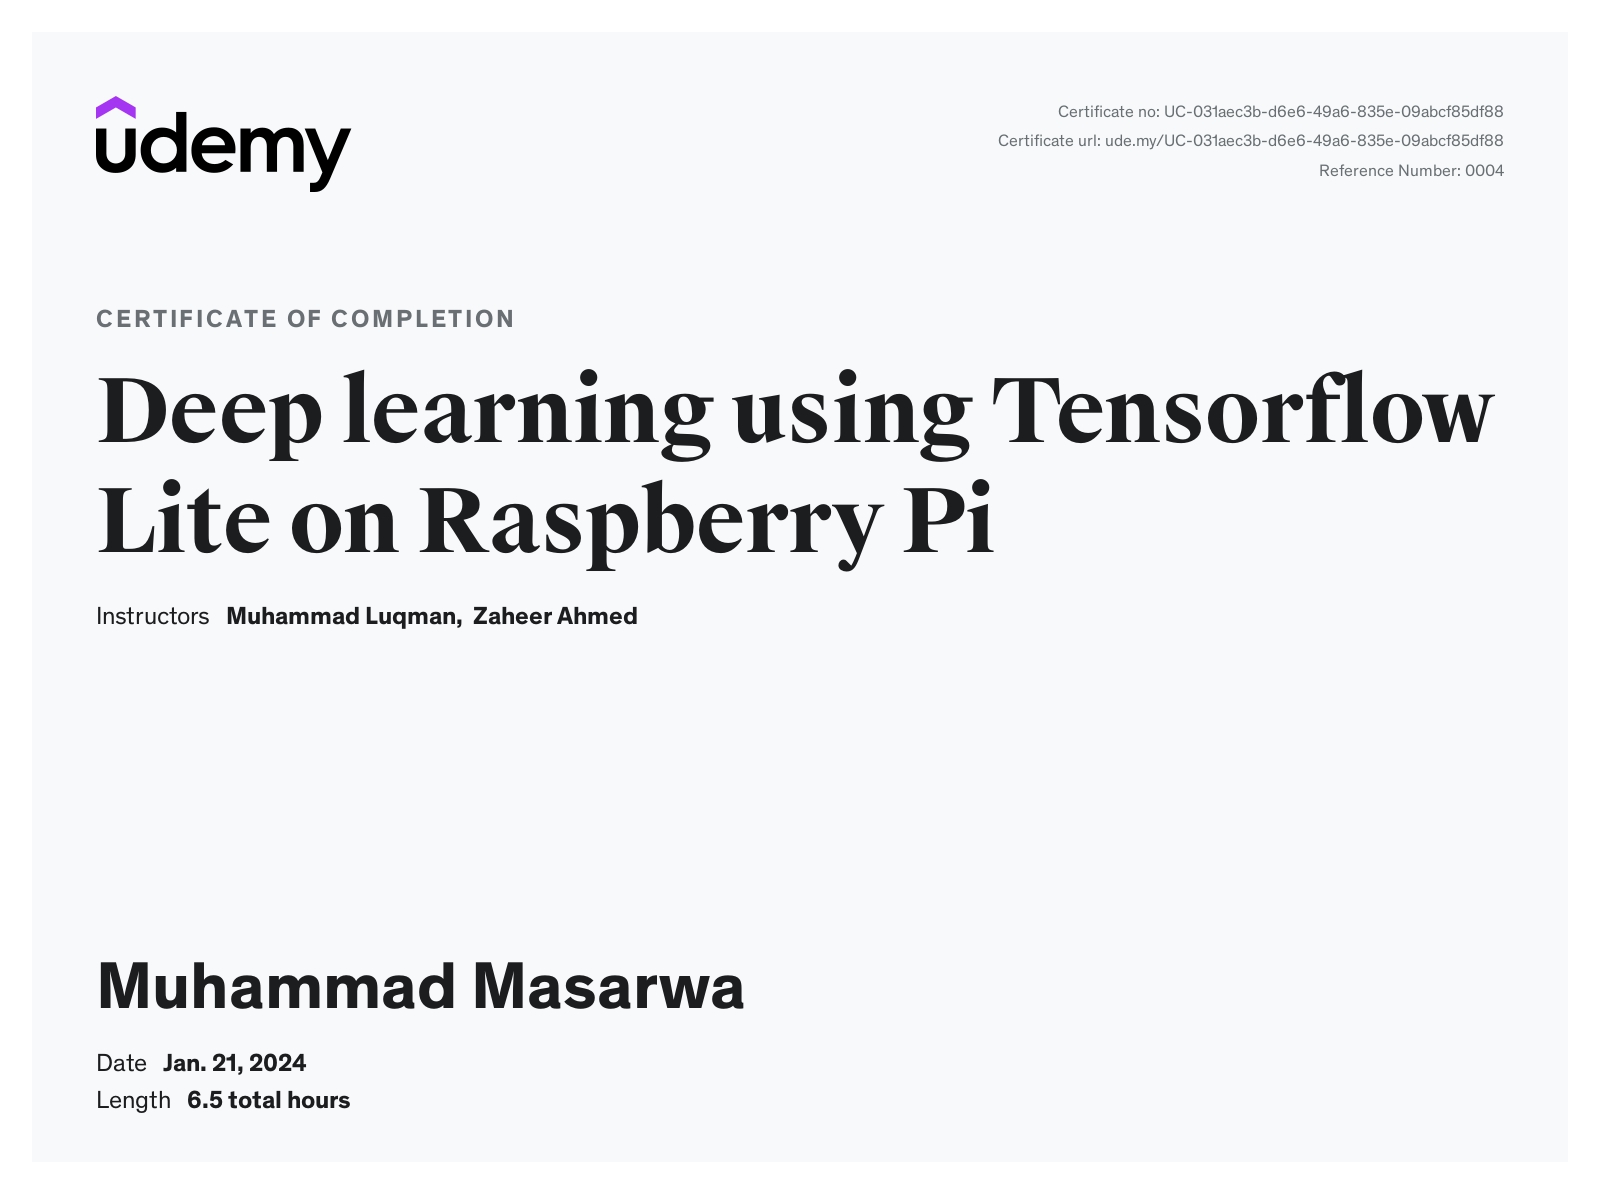 udemy
Certificate no: UC-031aec3b-d6e6-49a6-835e-09abcf85df88
Certificate url: ude.my/UC-031aec3b-d6e6-49a6-835e-09abcf85df88
Reference Number: 0004
CERTIFICATE OF COMPLETION
Deep learning using Tensorflow
Lite on Raspberry Pi
Instructors Muhammad Luqman, Zaheer Ahmed
Muhammad Masarwa
Date Jan. 21, 2024
Length 6.5 total hours